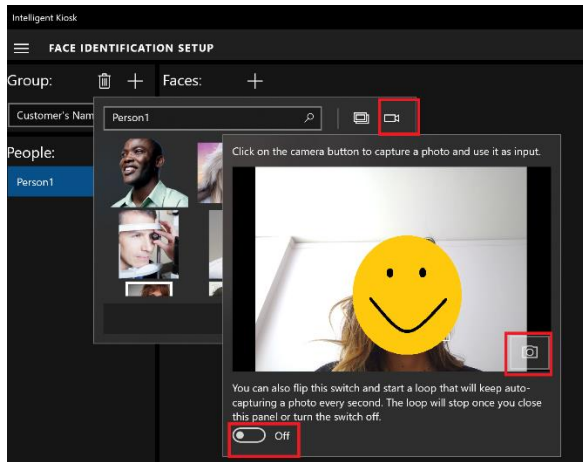 Intelligent Kiosk
FACE IDENTIFICATION SETUP
Group:
Faces:
Customer's Nam
Person1
People:
Person1
Click on the camera button to capture a photo and use it as input.
You can also flip this switch and start a loop that will keep auto-
capturing a photo every second. The loop will stop once you close
this panel or turn the switch off.
Off